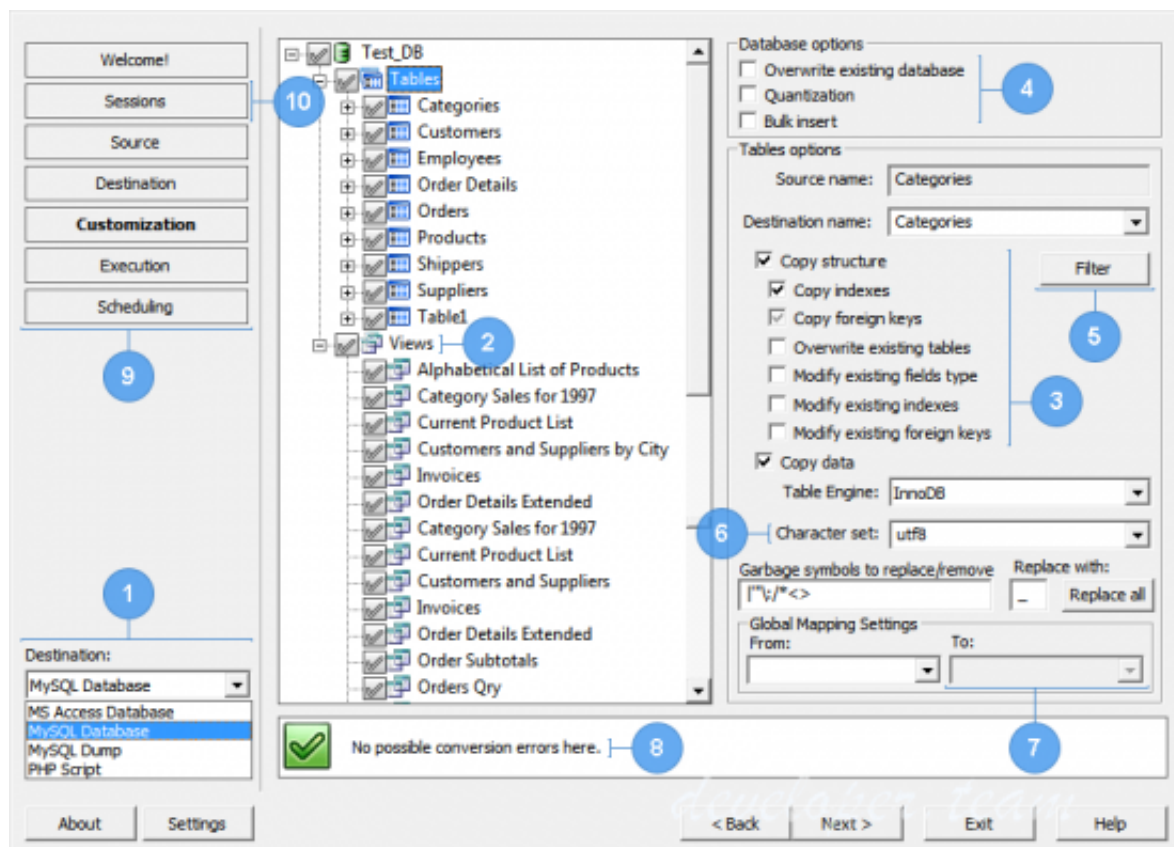 Welcome!
Sessions
10
Source
Destination
Customization
Execution
Scheduling
9
1
Destination:
MySQL Database
MS Access Database
MySQL Database
MySQL Dump
PHP Script
About
Settings
Test_DB
Tables
Categories
Customers
Employees
Order Details
Orders
Products
Shippers
Suppliers
Table1
Views
2
Alphabetical List of Products
Category Sales for 1997
Current Product List
Customers and Suppliers by City
Invoices
Order Details Extended
Category Sales for 1997
Current Product List
Customers and Suppliers
Invoices
Order Details Extended
Order Subtotals
Orders Qry
Database options
Overwrite existing database
Quantization
Bulk insert
4
Tables options
Source name: Categories
Destination name: Categories
Copy structure
Filter
Copy indexes
Copy foreign keys
5
Overwrite existing tables
Modify existing fields type
Modify existing indexes
3
Modify existing foreign keys
Copy data
Table Engine: InnoDB
6
Character set: utf8
Garbage symbols to replace/remove
Replace with:
_
Replace all
Global Mapping Settings
From:
To:
7
No possible conversion errors here.
8
developer team
< Back
Next >
Exit
Help